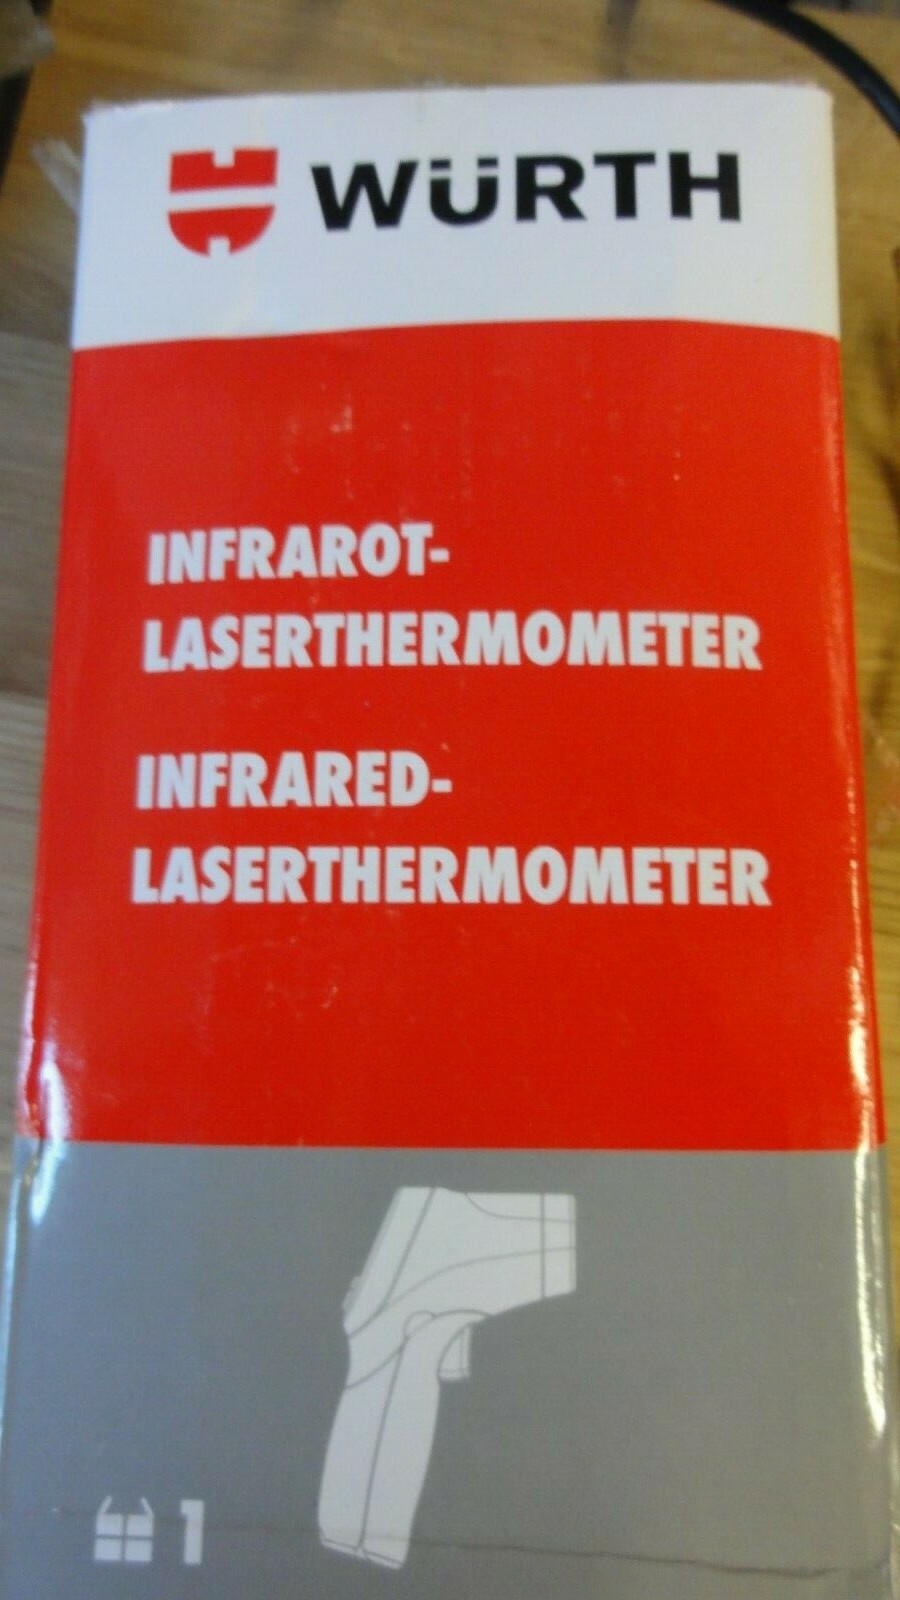 WÜRTH
INFRAROT-
LASERTHERMOMETER
INFRARED-
LASERTHERMOMETER
1